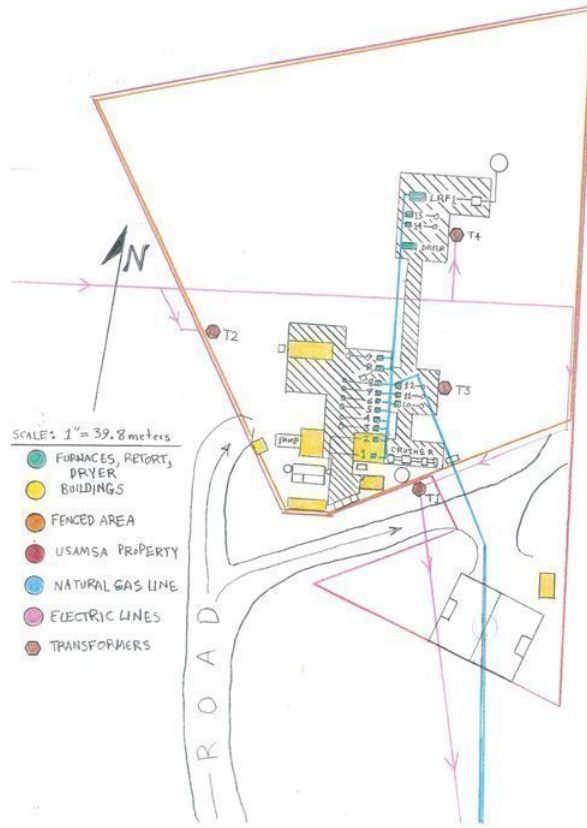 LRF1
13
14
T4
DRYER
N
T2
9
R
8
12
7
11
T3
6
10
5
SCALE: 1"= 39.8 meters
4
3
2
FURNACES, RETORT,
DRYER
1
CRUSHER
BUILDINGS
T1
FENCED AREA
USAMSA PROPERTY
NATURAL GAS LINE
ELECTRIC LINES
TRANSFORMERS
ROAD